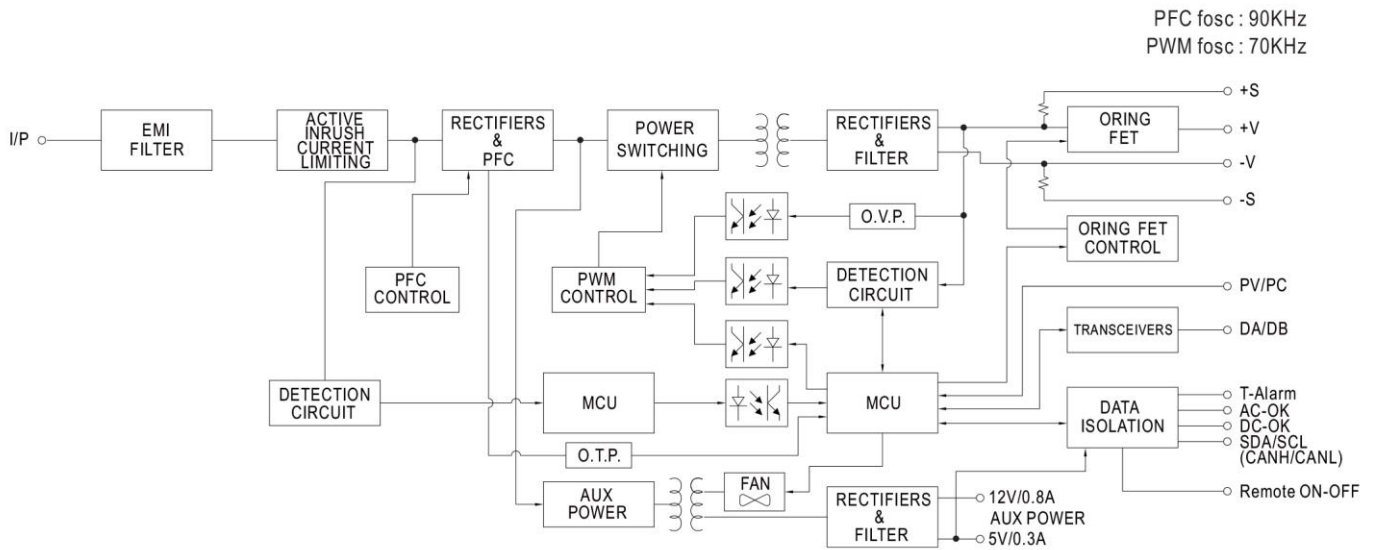 PFC fosc : 90KHz
PWM fosc : 70KHz
I/P
EMI
FILTER
ACTIVE
INRUSH
CURRENT
LIMITING
RECTIFIERS
&
PFC
POWER
SWITCHING
RECTIFIERS
&
FILTER
ORING
FET
+S
+V
-V
-S
O.V.P.
ORING FET
CONTROL
PFC
CONTROL
PWM
CONTROL
DETECTION
CIRCUIT
PV/PC
TRANSCEIVERS
DA/DB
DETECTION
CIRCUIT
MCU
MCU
DATA
ISOLATION
T-Alarm
AC-OK
DC-OK
SDA/SCL
(CANH/CANL)
O.T.P.
AUX
POWER
FAN
RECTIFIERS
&
FILTER
12V/0.8A
AUX POWER
5V/0.3A
Remote ON-OFF